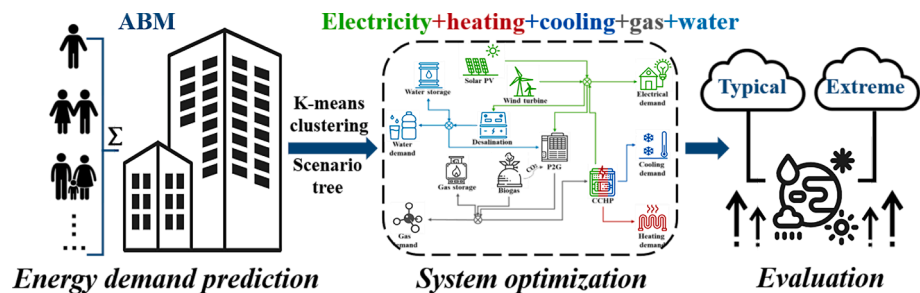 ABM
Electricity+heating+cooling+gas+water
Σ
K-means
clustering
Scenario
tree
Water storage
Solar PV
Wind turbine
Electrical
demand
Water
demand
Desalination
P2G
Cooling
demand
Gas storage
Biogas
CO2
CCHP
Gas
demand
Heating
demand
Typical
Extreme
Energy demand prediction
System optimization
Evaluation